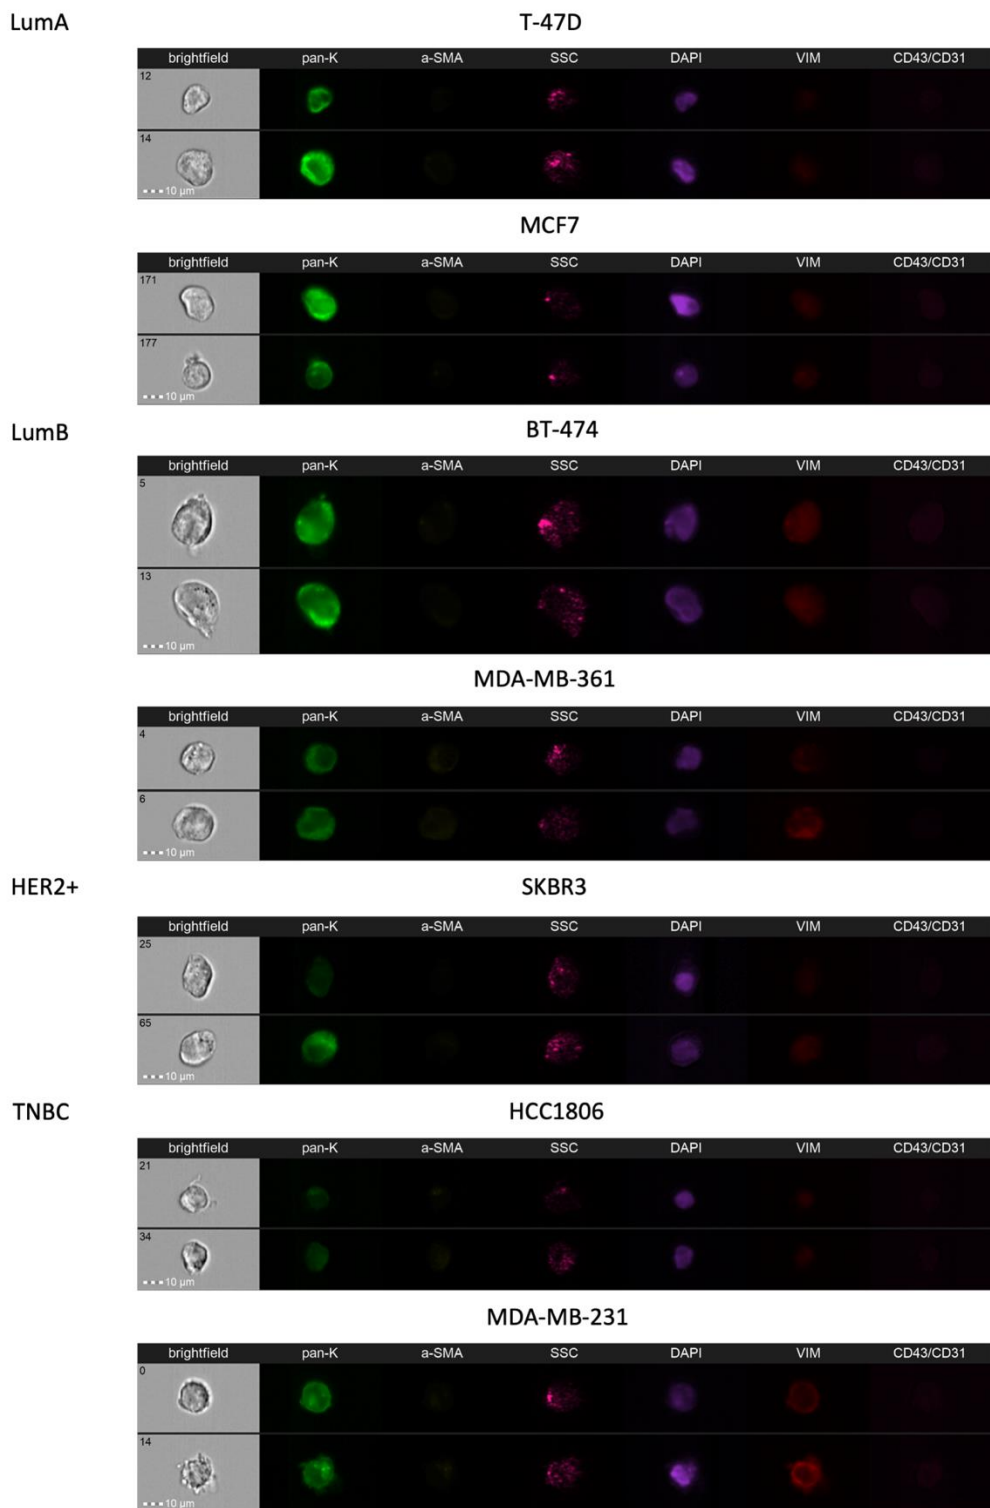 LumA T-47D
brightfield pan-K a-SMA SSC DAPI VIM CD43/CD31
12
14
10 µm
MCF7
brightfield pan-K a-SMA SSC DAPI VIM CD43/CD31
171
177
10 µm
LumB BT-474
brightfield pan-K a-SMA SSC DAPI VIM CD43/CD31
5
13
10 µm
MDA-MB-361
brightfield pan-K a-SMA SSC DAPI VIM CD43/CD31
4
6
10 µm
HER2+ SKBR3
brightfield pan-K a-SMA SSC DAPI VIM CD43/CD31
25
65
10 µm
TNBC HCC1806
brightfield pan-K a-SMA SSC DAPI VIM CD43/CD31
21
34
10 µm
MDA-MB-231
brightfield pan-K a-SMA SSC DAPI VIM CD43/CD31
0
14
10 µm